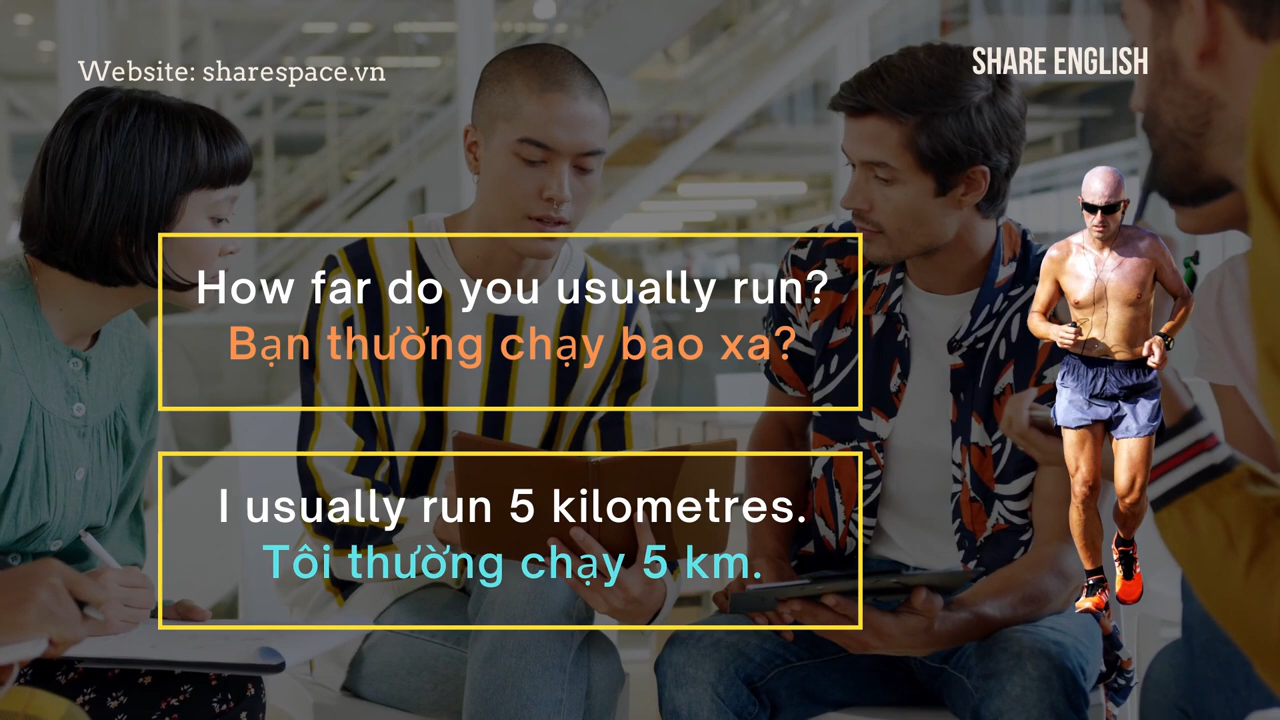 Website: sharespace.vn
SHARE ENGLISH
How far do you usually run?
Bạn thường chạy bao xa?
I usually run 5 kilometres.
Tôi thường chạy 5 km.